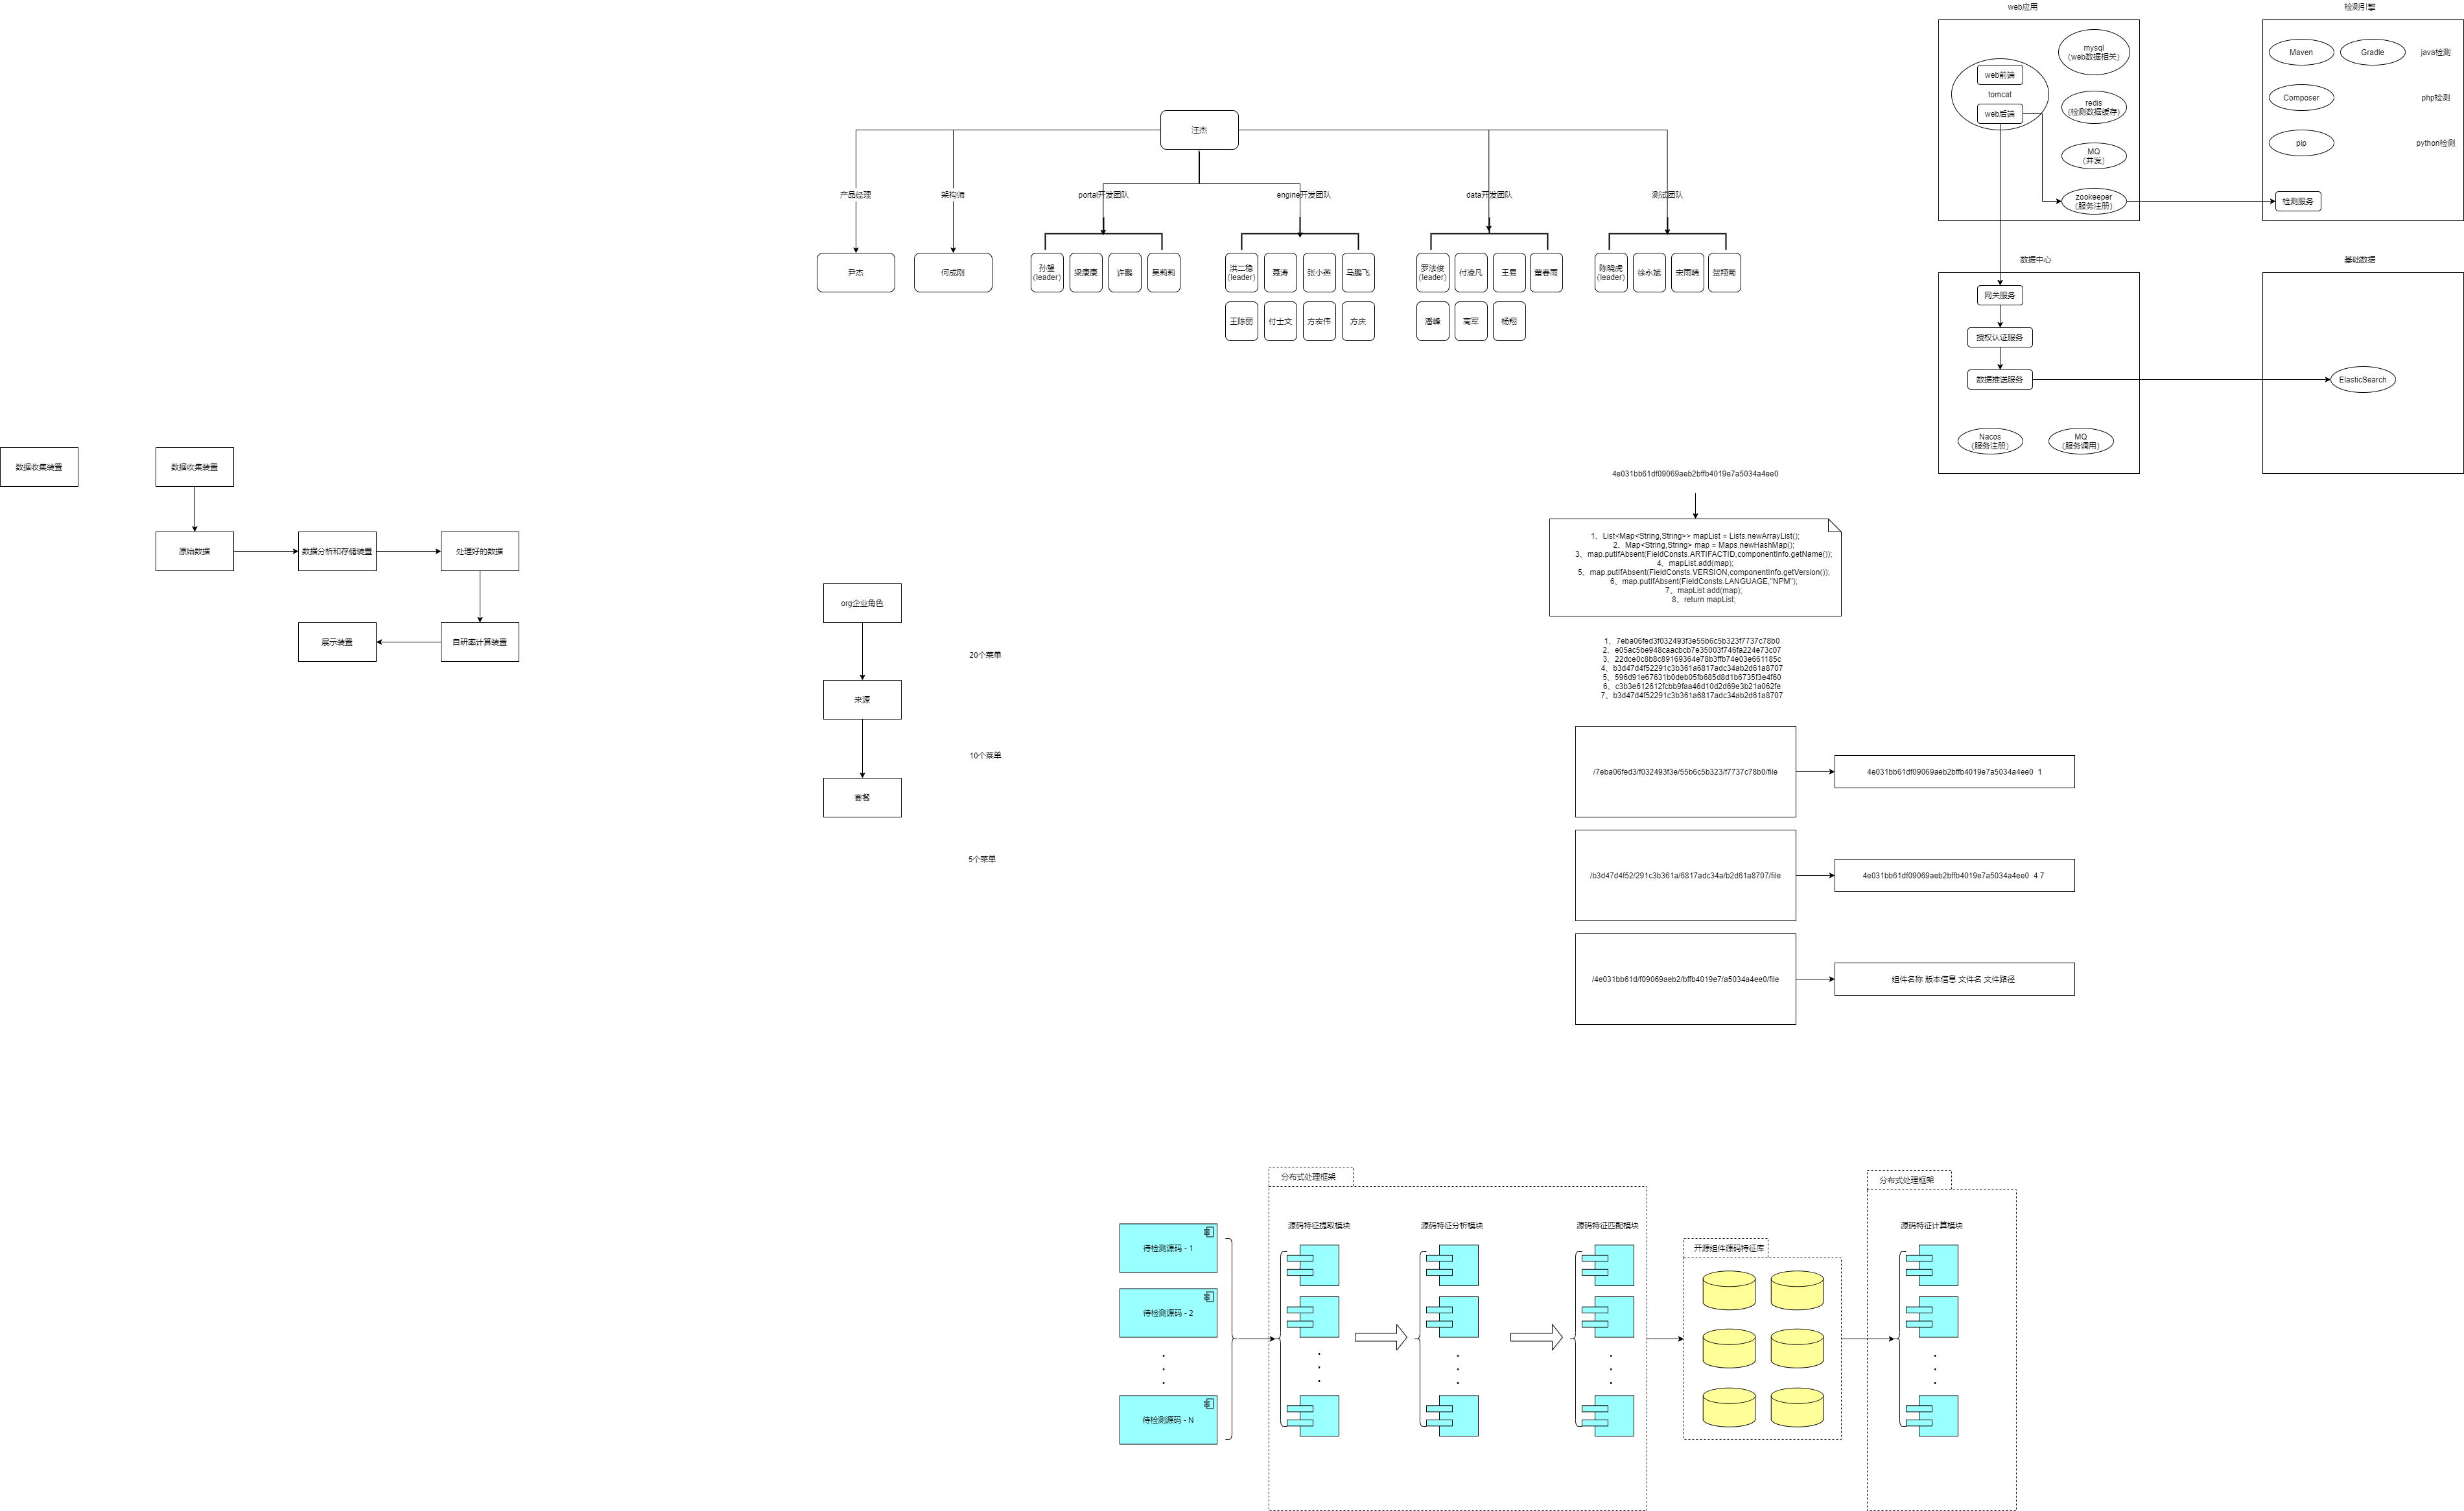 web应用
检测引擎
mysql
(web数据相关)
web前端
tomcat
web后端
redis
(检测数据缓存)
MQ
(并发)
zookeeper
(服务注册)
Maven
Gradle
java检测
Composer
php检测
pip
python检测
检测服务
汪杰
产品经理
架构师
portal开发团队
engine开发团队
data开发团队
测试团队
尹杰
何成刚
孙望
(leader)
梁康康
许鹏
吴莉莉
洪二稳
(leader)
聂涛
张小燕
马鹏飞
王陈丽
付士文
方宏伟
方庆
罗法俊
(leader)
付凌凡
王易
董春雨
潘峰
高军
杨翔
陈晓虎
(leader)
徐永斌
宋雨晴
贺翔蔺
数据中心
基础数据
网关服务
授权认证服务
数据推送服务
ElasticSearch
Nacos
(服务注册)
MQ
(服务调用)
数据收集装置
数据收集装置
原始数据
数据分析和存储装置
处理好的数据
展示装置
自研率计算装置
org企业角色
20个菜单
来源
10个菜单
套餐
5个菜单
4e031bb61df09069aeb2bffb4019e7a5034a4ee0
1、List<Map<String,String>> mapList = Lists.newArrayList();
2、Map<String,String> map = Maps.newHashMap();
3、map.putIfAbsent(FieldConsts.ARTIFACTID,componentInfo.getName());
4、mapList.add(map);
5、map.putIfAbsent(FieldConsts.VERSION,componentInfo.getVersion());
6、map.putIfAbsent(FieldConsts.LANGUAGE,"NPM");
7、mapList.add(map);
8、return mapList;
1、7eba06fed3f032493f3e55b6c5b323f7737c78b0
2、e05ac5be948caacbcb7e35003f746fa224e73c07
3、22dce0c8b8c89169364e78b3ffb74e03e661185c
4、b3d47d4f52291c3b361a6817adc34ab2d61a8707
5、596d91e67631b0deb05fb685d8d1b6735f3e4f60
6、c3b3e612612fcbb9faa46d10d2d69e3b21a062fe
7、b3d47d4f52291c3b361a6817adc34ab2d61a8707
/7eba06fed3/f032493f3e/55b6c5b323/f7737c78b0/file
4e031bb61df09069aeb2bffb4019e7a5034a4ee0 1
/b3d47d4f52/291c3b361a/6817adc34a/b2d61a8707/file
4e031bb61df09069aeb2bffb4019e7a5034a4ee0 4 7
/4e031bb61d/f09069aeb2/bffb4019e7/a5034a4ee0/file
组件名称 版本信息 文件名 文件路径
分布式处理框架
分布式处理框架
源码特征提取模块
源码特征分析模块
源码特征匹配模块
源码特征计算模块
开源组件源码特征库
待检测源码 - 1
待检测源码 - 2
待检测源码 - N